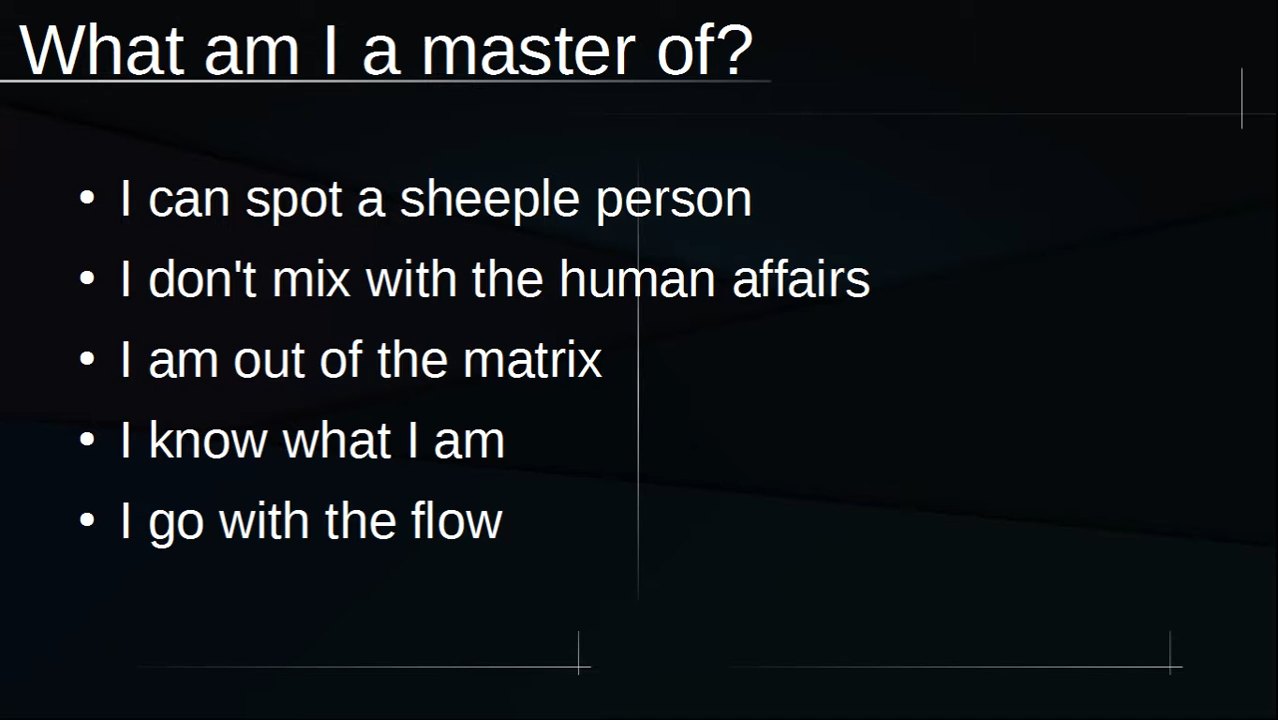 What am I a master of?
• I can spot a sheeple person
• I don't mix with the human affairs
• I am out of the matrix
• I know what I am
• I go with the flow